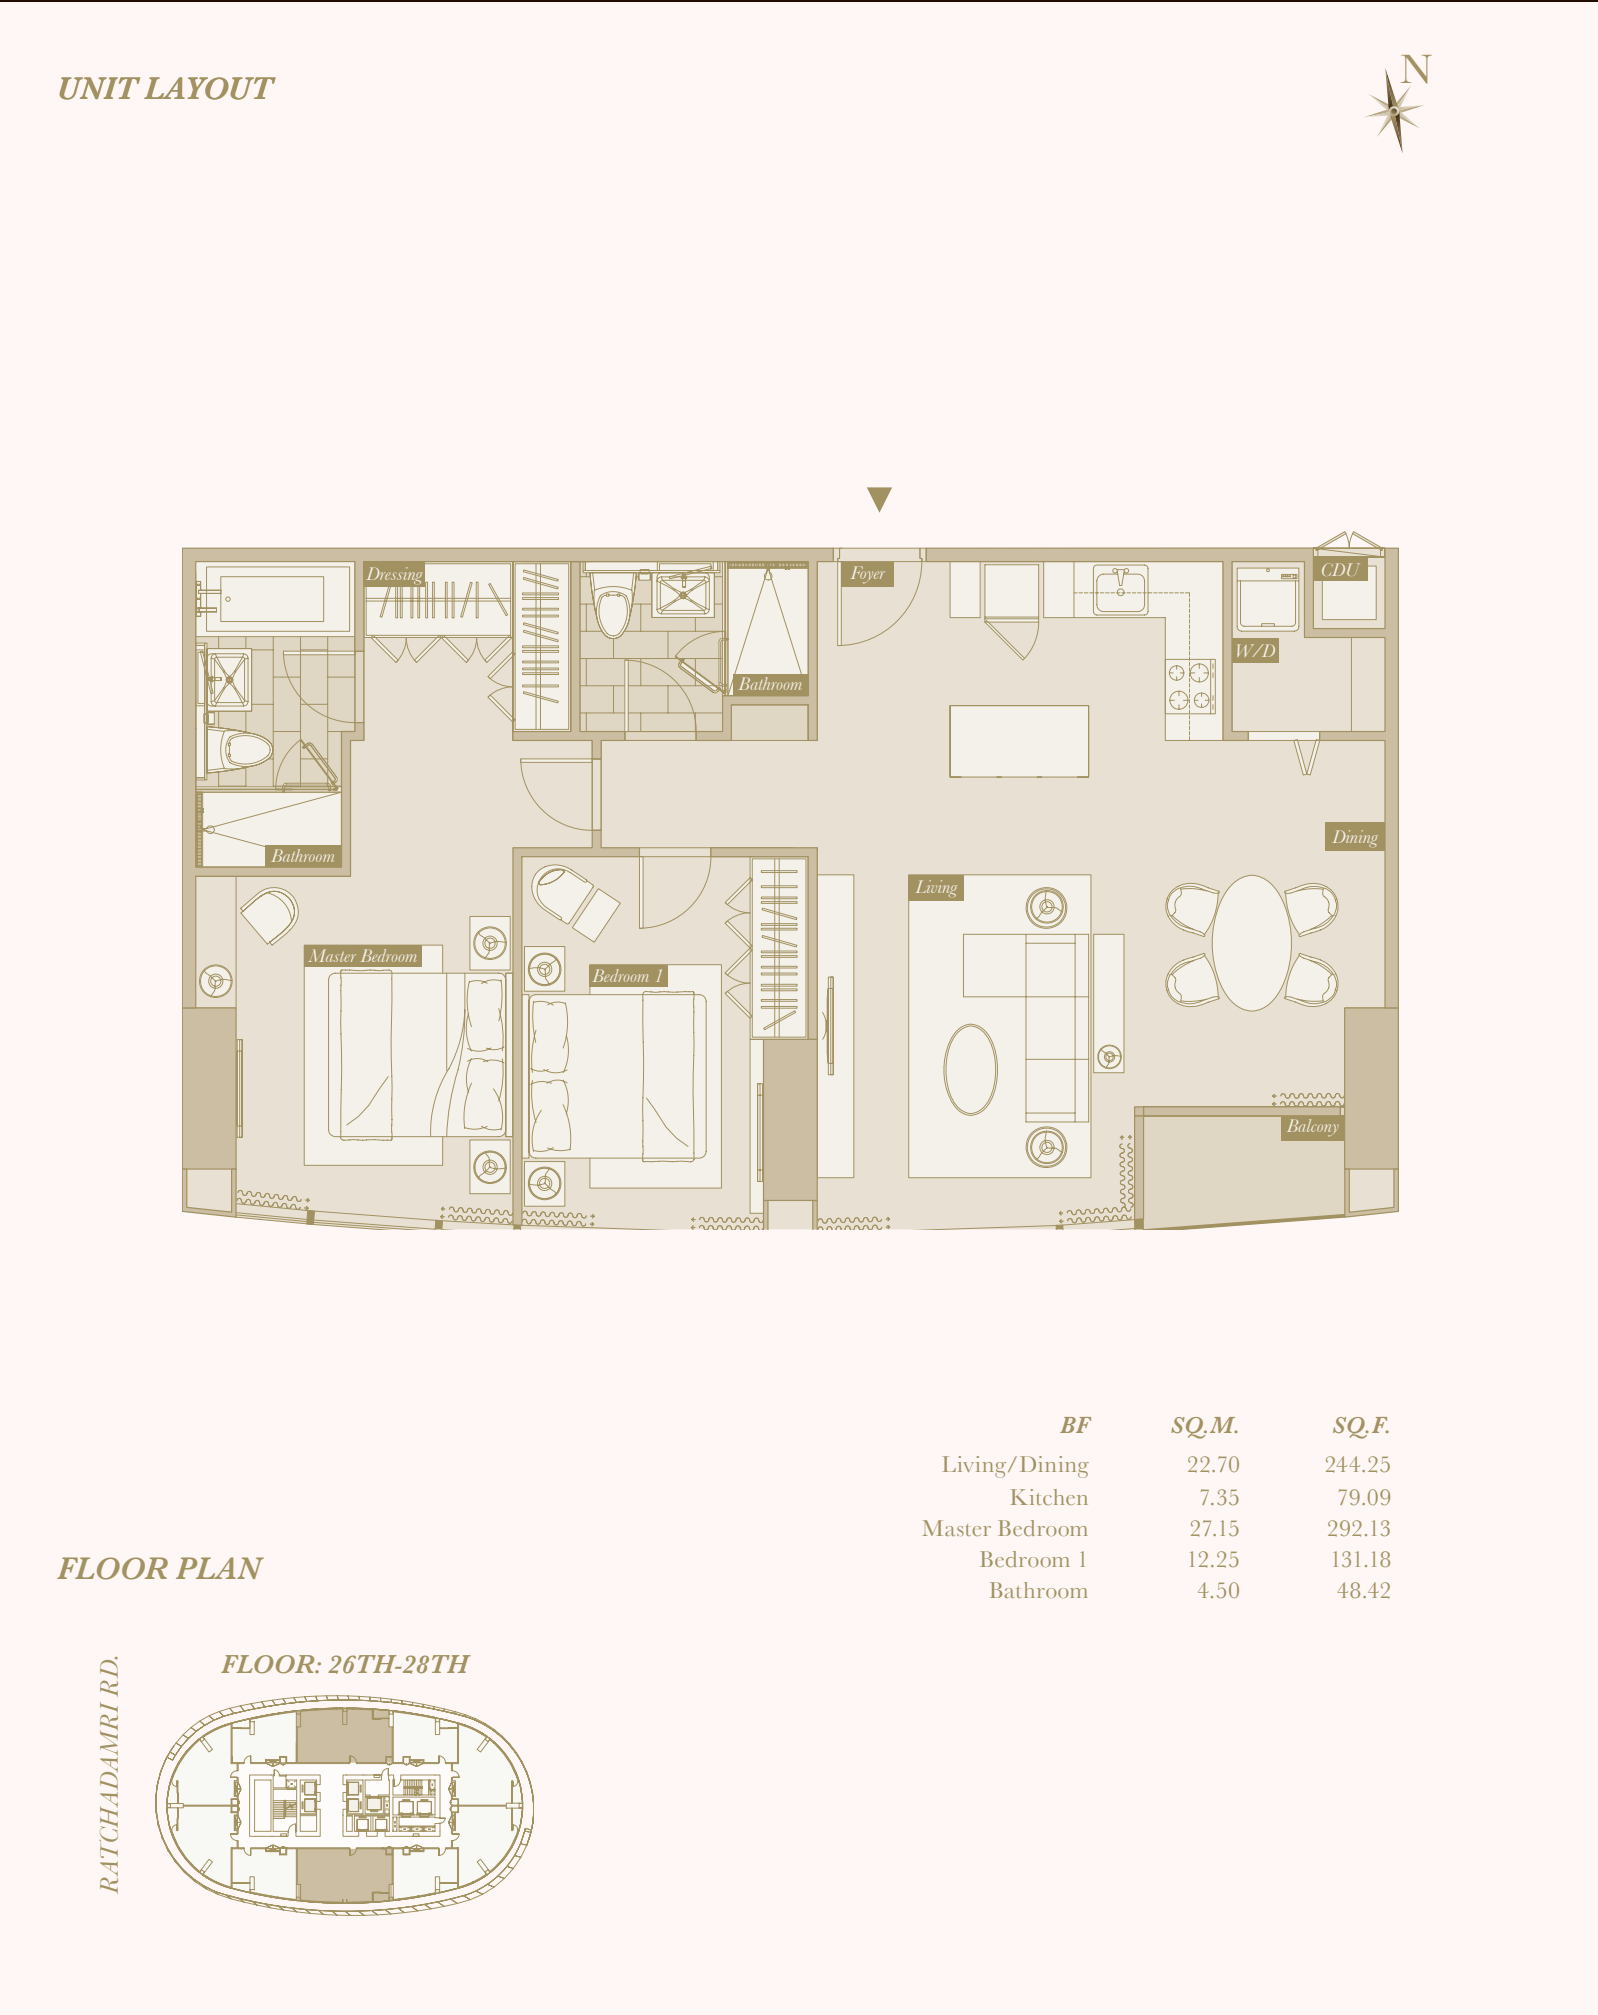 UNIT LAYOUT
N
Dressing
Bathroom
Foyer
CDU
W/D
Bathroom
Dining
Living
Master Bedroom
Bedroom 1
Balcony
BF SQ.M. SQ.F.
Living/Dining 22.70 244.25
Kitchen 7.35 79.09
Master Bedroom 27.15 292.13
Bedroom 1 12.25 131.18
Bathroom 4.50 48.42
FLOOR PLAN
FLOOR: 26TH-28TH
RATCHADAMRI RD.